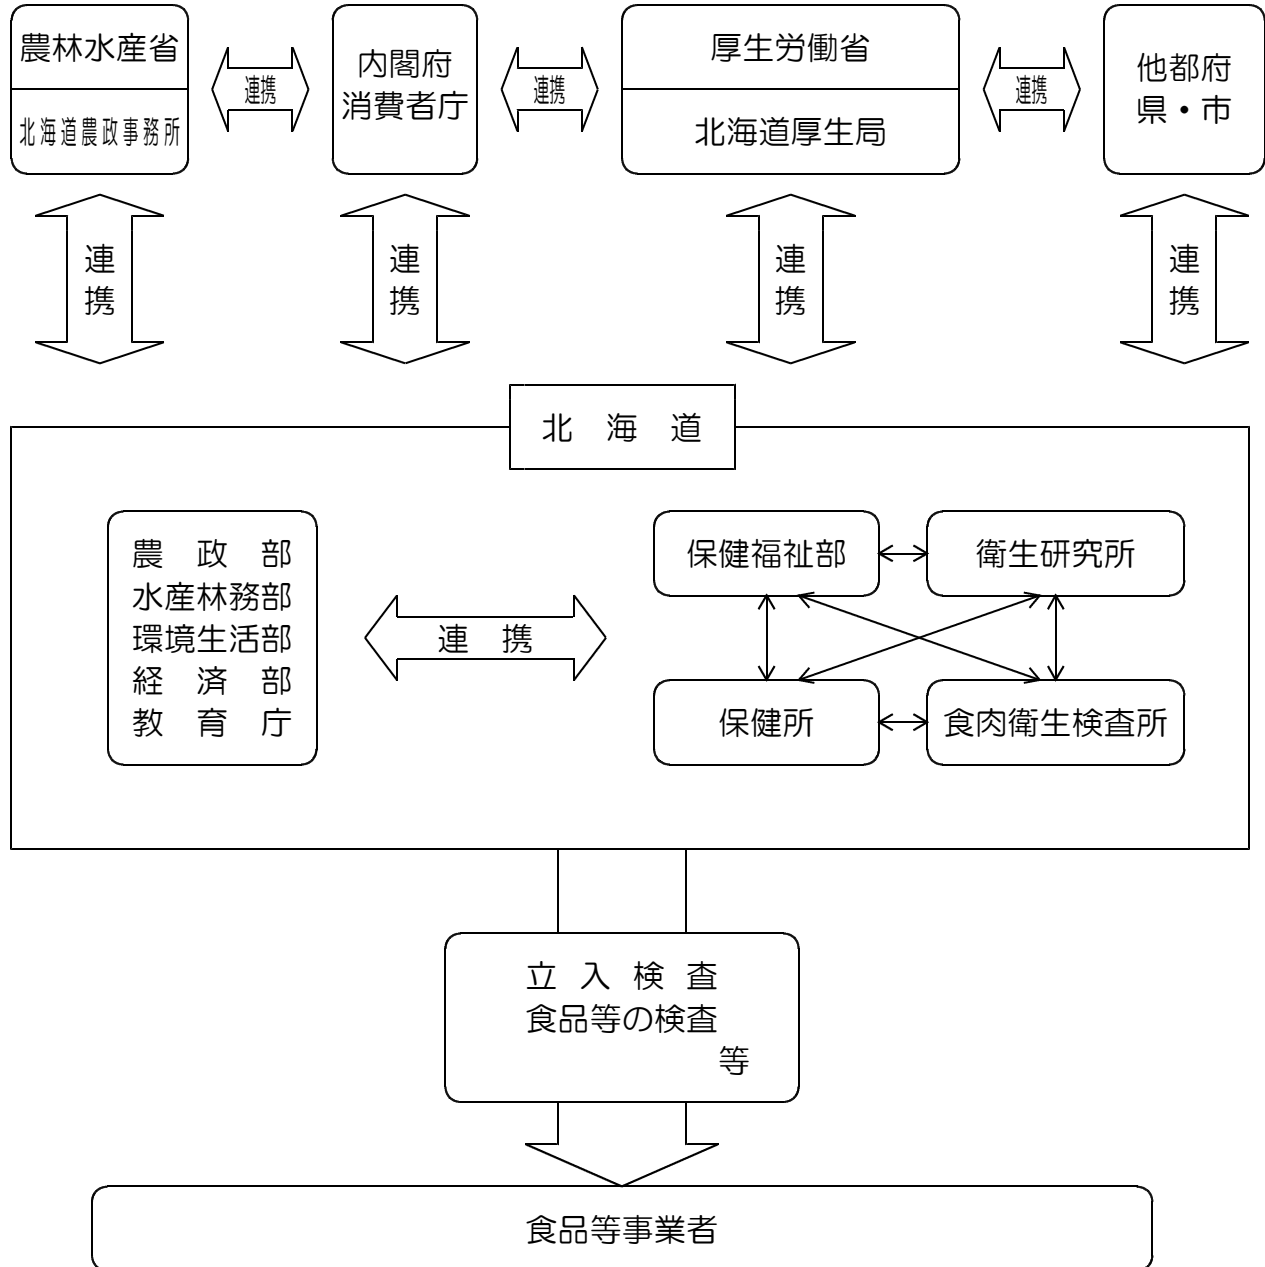 農林水産省
北海道農政事務所
連携
内閣府
消費者庁
連携
厚生労働省
北海道厚生局
連携
他都府
県・市
連
携
連
携
連
携
連
携
北　海　道
農　政　部
水産林務部
環境生活部
経　済　部
教　育　庁
連　携
保健福祉部
衛生研究所
保健所
食肉衛生検査所
立 入 検 査
食品等の検査
等
食品等事業者